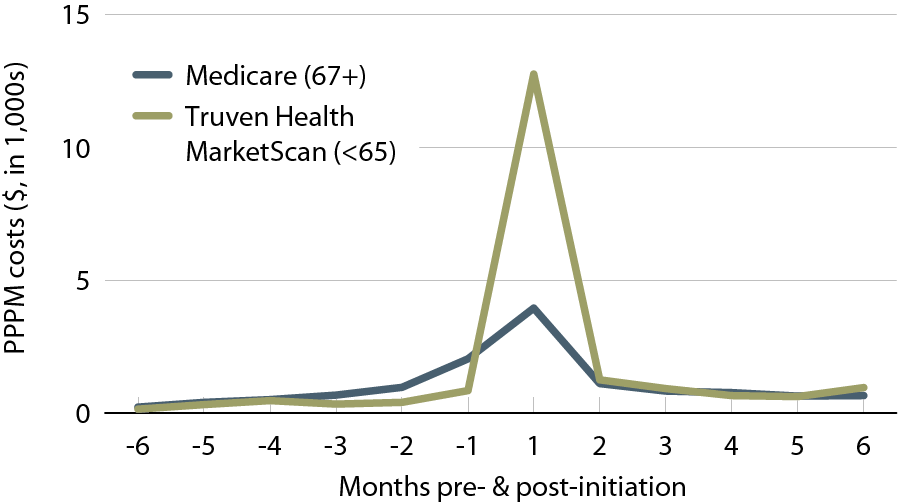 15
10
5
0
PPPM costs ($, in 1,000s)
Medicare (67+)
Truven Health
MarketScan (<65)
-6 -5 -4 -3 -2 -1 1 2 3 4 5 6
Months pre- & post-initiation